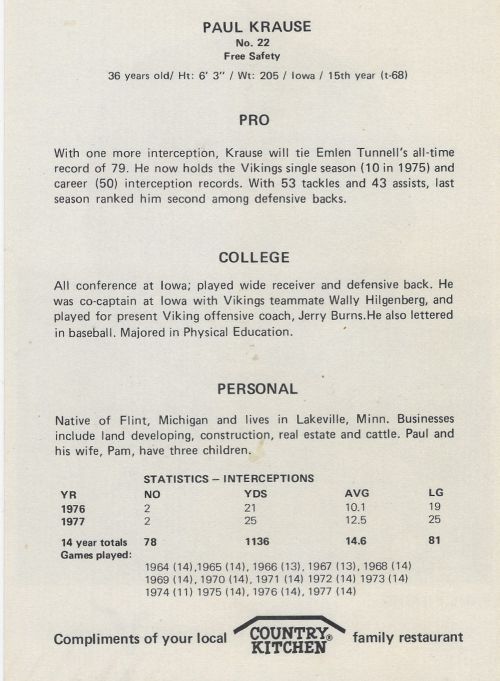 PAUL KRAUSE
No. 22
Free Safety
36 years old/ Ht: 6' 3" / Wt: 205 / Iowa / 15th year (t-68)
PRO
With one more interception, Krause will tie Emlen Tunnell's all-time
record of 79. He now holds the Vikings single season (10 in 1975) and
career (50) interception records. With 53 tackles and 43 assists, last
season ranked him second among defensive backs.
COLLEGE
All conference at Iowa; played wide receiver and defensive back. He
was co-captain at Iowa with Vikings teammate Wally Hilgenberg, and
played for present Viking offensive coach, Jerry Burns.He also lettered
in baseball. Majored in Physical Education.
PERSONAL
Native of Flint, Michigan and lives in Lakeville, Minn. Businesses
include land developing, construction, real estate and cattle. Paul and
his wife, Pam, have three children.
STATISTICS – INTERCEPTIONS
YR NO YDS AVG LG
1976 2 21 10.1 19
1977 2 25 12.5 25
14 year totals 78 1136 14.6 81
Games played:
1964 (14),1965 (14), 1966 (13), 1967 (13), 1968 (14)
1969 (14), 1970 (14), 1971 (14) 1972 (14) 1973 (14)
1974 (11) 1975 (14), 1976 (14), 1977 (14)
Compliments of your local COUNTRY KITCHEN® family restaurant